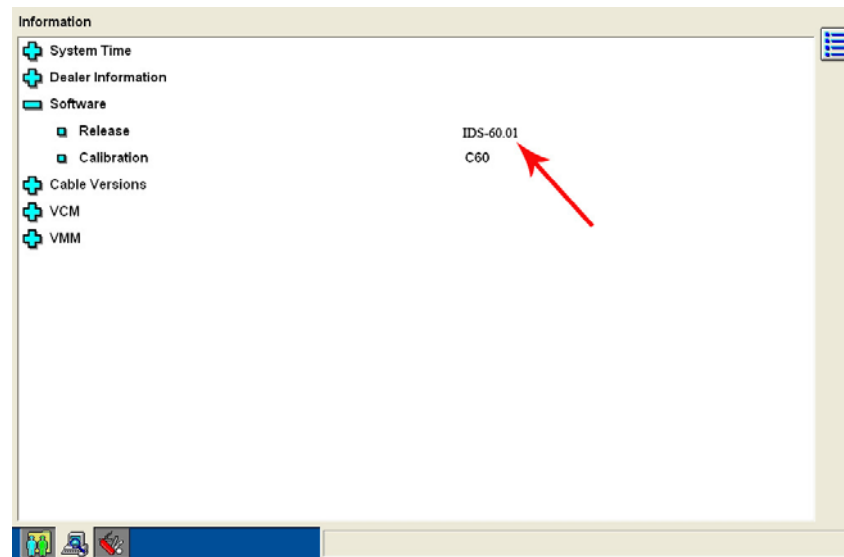 Information
System Time
Dealer Information
Software
Release IDS-60.01
Calibration C60
Cable Versions
VCM
VMM